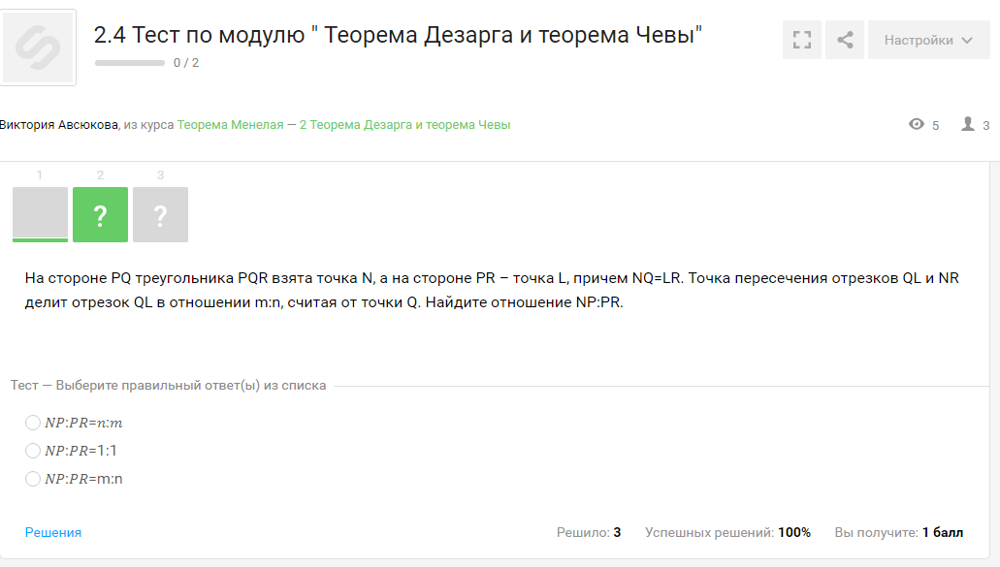 2.4 Тест по модулю " Теорема Дезарга и теорема Чевы"
0 / 2
Настройки
Виктория Авсюкова, из курса Теорема Менелая — 2 Теорема Дезарга и теорема Чевы
5
3
1 2 3
? ?
На стороне PQ треугольника PQR взята точка N, а на стороне PR – точка L, причем NQ=LR. Точка пересечения отрезков QL и NR
делит отрезок QL в отношении m:n, считая от точки Q. Найдите отношение NP:PR.
Тест — Выберите правильный ответ(ы) из списка
NP:PR=n:m
NP:PR=1:1
NP:PR=m:n
Решения
Решило: 3 Успешных решений: 100% Вы получите: 1 балл